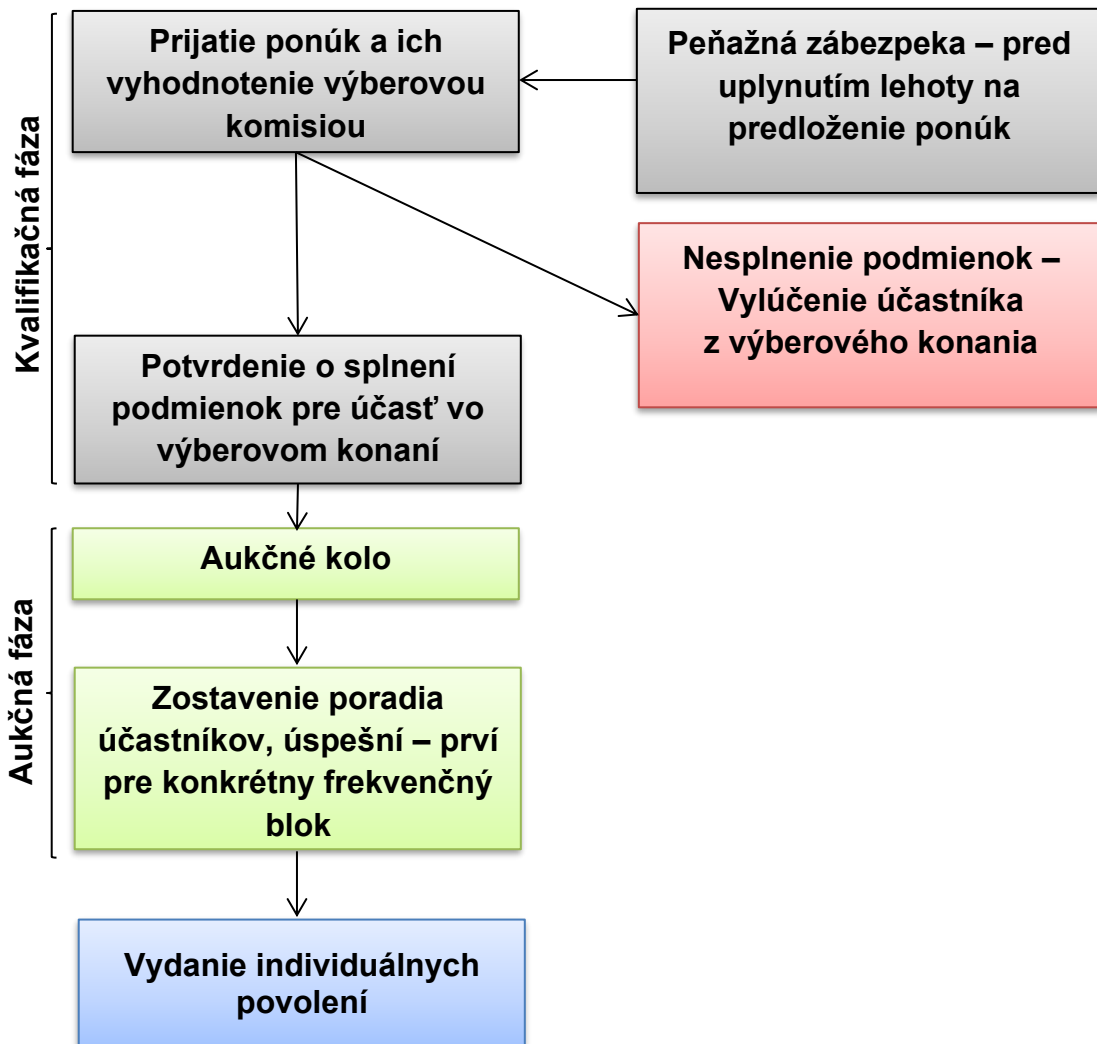 Kvalifikačná fáza
Prijatie ponúk a ich
vyhodnotenie výberovou
komisiou
Peňažná zábezpeka – pred
uplynutím lehoty na
predloženie ponúk
Nesplnenie podmienok –
Vylúčenie účastníka
z výberového konania
Potvrdenie o splnení
podmienok pre účasť vo
výberovom konaní
Aukčná fáza
Aukčné kolo
Zostavenie poradia
účastníkov, úspešní – prví
pre konkrétny frekvenčný
blok
Vydanie individuálnych
povolení